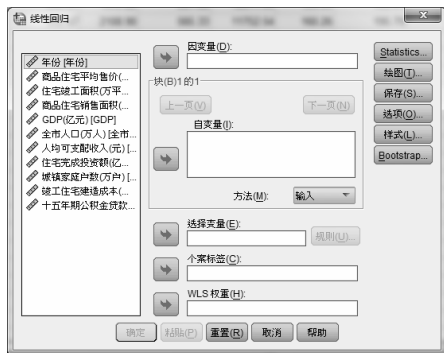 线性回归
年份 [年份]
商品住宅平均售价(...
住宅竣工面积(万平...
商品住宅销售面积(...
GDP(亿元) [GDP]
全市人口(万人) [全市...
人均可支配收入(元) [...
住宅完成投资额(亿...
城镇家庭户数(万户) [...
竣工住宅建造成本(...
十五年期公积金贷款...
因变量(D):
块(B)1 的1
上一页(V)
下一页(N)
自变量(I):
方法(M):
输入
选择变量(E):
规则(U)...
个案标签(C):
WLS 权重(H):
Statistics...
绘图(T)...
保存(S)...
选项(O)...
样式(L)...
Bootstrap...
确定
粘贴(P)
重置(R)
取消
帮助